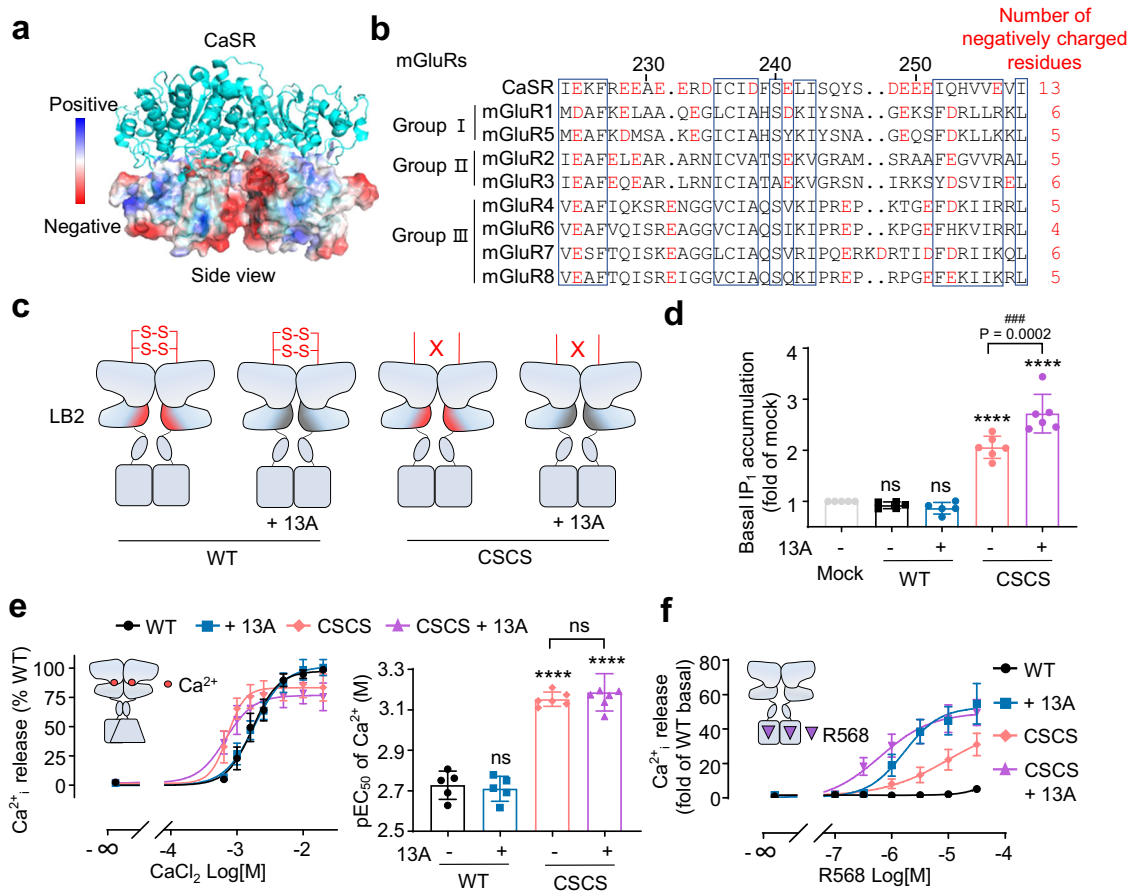 a
CaSR
Positive
Negative
Side view
b
mGluRs
230
240
250
Number of
negatively charged
residues
CaSR IEKFREEAE.ERDICIDFSELISQYS..DEEEIQHVVEVI 13
Group I
mGluR1 MDAFKELAA.QEGLCIAHSDKIYSNA..GEKSFDRLLRKL 6
mGluR5 EAFKDMSA.KEGICIAHSYKIYSNA..GEQSFDKLLKKL 5
Group II
mGluR2 IEAFELEAR.ARNICVATSEKVGRAM..SRAAFEGVVRAL 5
mGluR3 IEAFEQEAR.LRNICIATAEKVGRSN..IRKSYDSVIREL 6
Group III
mGluR4 VEAFIQKSRENGGVCIAQSVKIPREP..KTGEFDKIIRRL 5
mGluR6 VEAFVQISREAGGVCIAQSIKIPREP..KPGEFHKVIRRL 4
mGluR7 VESFTQISKEAGGLCIAQSVRIPQERKDRTIDFDRIIKQL 6
mGluR8 VEAFTQISREAGGVCIAQSQKIPREP..RPGEFEKIIKRL 5
c
S-S
S-S
S-S
S-S
X
X
LB2
+ 13A
+ 13A
WT
CSCS
d
###
P = 0.0002
Basal IP1 accumulation
(fold of mock)
4
3
2
1
ns
ns
****
****
13A - + - +
Mock WT CSCS
e
WT
+ 13A
CSCS
CSCS + 13A
Ca2+i release (% WT)
100
75
50
25
0
Ca2+
- ∞ -4 -3 -2
CaCl2 Log[M]
pEC50 of Ca2+ (M)
3.3
3.1
2.9
2.7
2.5
ns
ns
****
****
13A - + - +
WT CSCS
f
Ca2+i release
(fold of WT basal)
80
60
40
20
0
R568
WT
+ 13A
CSCS
CSCS
+ 13A
-∞ -7 -6 -5 -4
R568 Log[M]